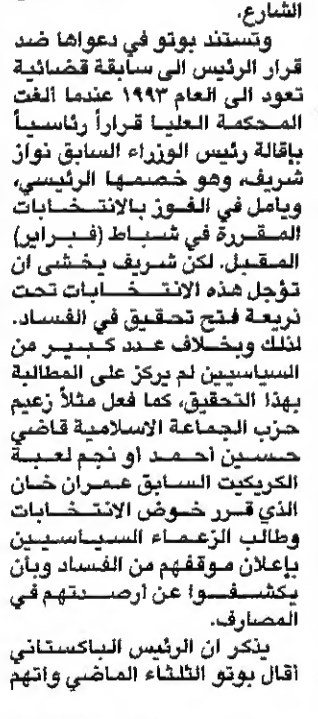 الشارع.
وتستند بوتو في دعواها ضد
قرار الرئيس الى سابقة قضائية
تعود الى العام ١٩٩٣ عندما الغت
المحكمة العليا قراراً رئاسياً
بإقالة رئيس الوزراء السابق نواز
شريف، وهو خصمها الرئيسي،
ويامل في الفوز بالانتخابات
المقررة في شباط (فبراير)
المقبل. لكن شريف يخشى ان
تؤجل هذه الانتخابات تحت
ذريعة فتح تحقيق في الفساد.
لذلك وبخلاف عدد كبير من
السياسيين لم يركز على المطالبة
بهذا التحقيق، كما فعل مثلاً زعيم
حزب الجماعة الاسلامية قاضي
حسين أحمد أو نجم لعبة
الكريكيت السابق عمران خان
الذي قرر خوض الانتخابات
وطالب الزعماء السياسيين
بإعلان موقفهم من الفساد وبأن
يكشفوا عن أرصدتهم في
المصارف.
يذكر ان الرئيس الباكستاني
أقال بوتو الثلثاء الماضي واتهم